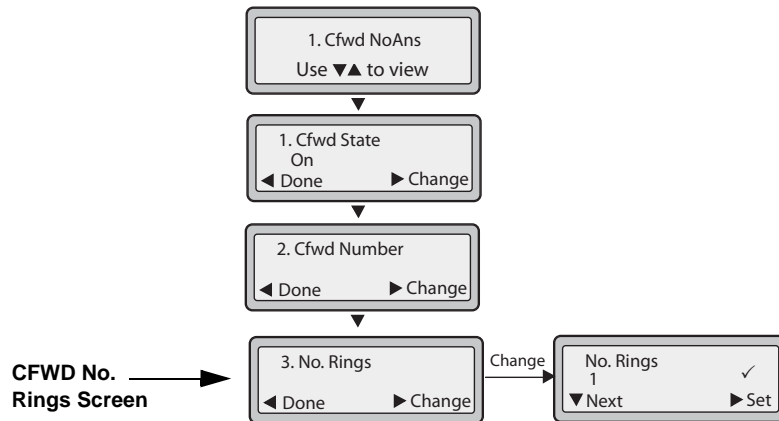 1. Cfwd NoAns
Use ▼▲ to view
▼
1. Cfwd State
On
◀ Done ▶ Change
▼
2. Cfwd Number
◀ Done ▶ Change
▼
CFWD No.
Rings Screen
3. No. Rings
◀ Done ▶ Change
Change
No. Rings
1 ✓
▼Next ▶ Set